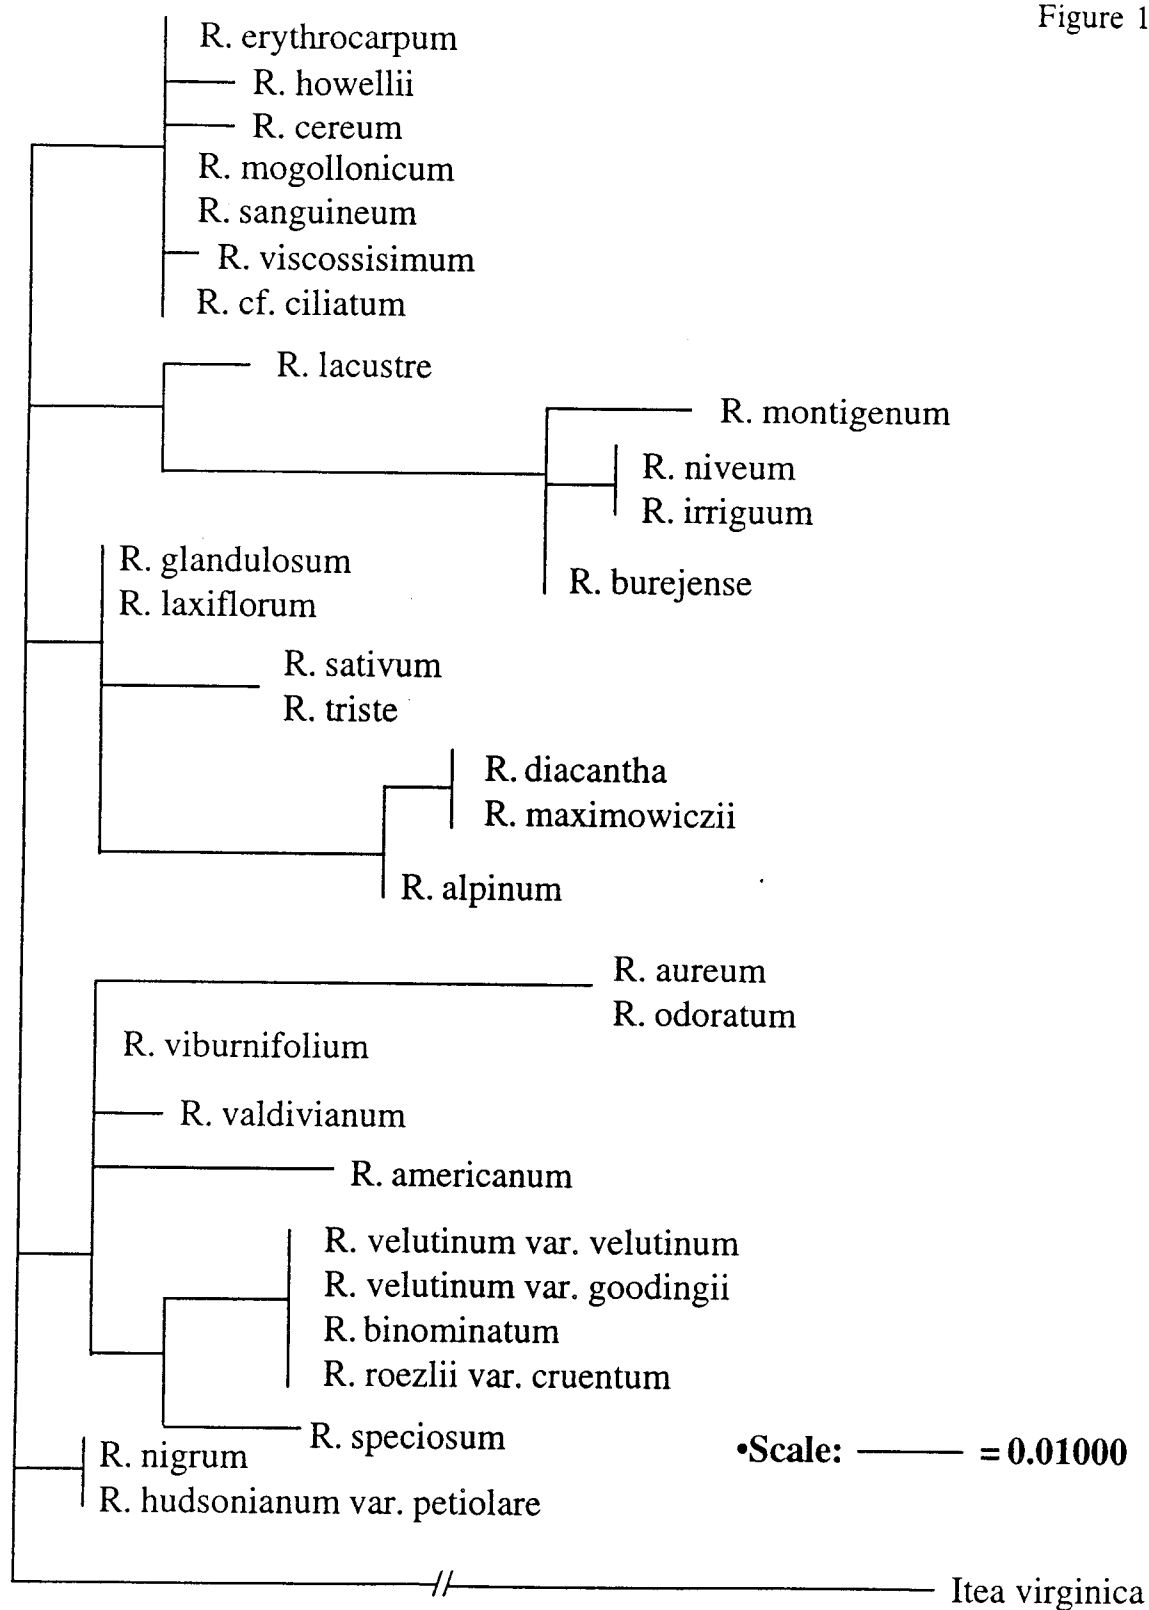 Figure 1
R. erythrocarpum
R. howellii
R. cereum
R. mogollonicum
R. sanguineum
R. viscossisimum
R. cf. ciliatum
R. lacustre
R. montigenum
R. niveum
R. irriguum
R. burejense
R. glandulosum
R. laxiflorum
R. sativum
R. triste
R. diacantha
R. maximowiczii
R. alpinum
R. aureum
R. odoratum
R. viburnifolium
R. valdivianum
R. americanum
R. velutinum var. velutinum
R. velutinum var. goodingii
R. binominatum
R. roezlii var. cruentum
R. speciosum
•Scale: = 0.01000
R. nigrum
R. hudsonianum var. petiolare
Itea virginica